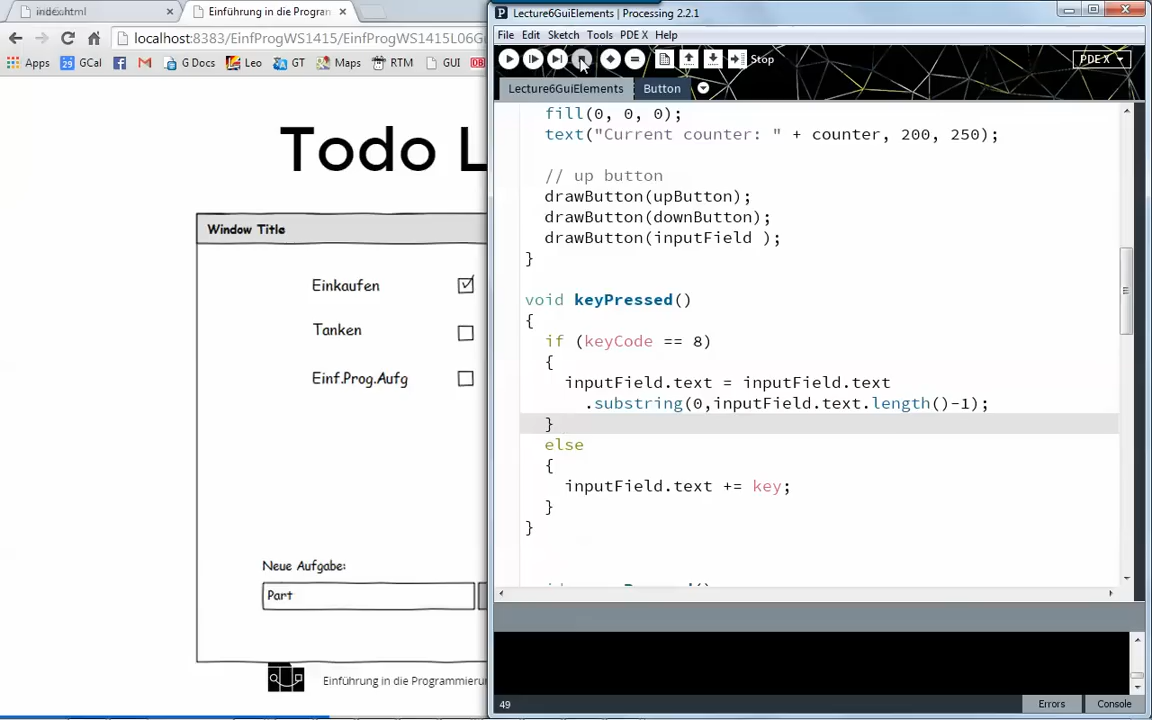 index.html
Einführung in die Program
localhost:8383/EinfProgWS1415/EinfProgWS1415L06Gu
Apps
GCal
G Docs
Leo
GT
Maps
RTM
GUI
Todo L
Window Title
Einkaufen
Tanken
Einf.Prog.Aufg
Neue Aufgabe:
Part
Einführung in die Programmierun
Lecture6GuiElements | Processing 2.2.1
File Edit Sketch Tools PDE X Help
Stop
PDE X
Lecture6GuiElements
Button
fill(0, 0, 0);
text("Current counter: " + counter, 200, 250);
// up button
drawButton(upButton);
drawButton(downButton);
drawButton(inputField );
}
void keyPressed()
{
if (keyCode == 8)
{
inputField.text = inputField.text
.substring(0,inputField.text.length()-1);
}
else
{
inputField.text += key;
}
}
49
Errors
Console